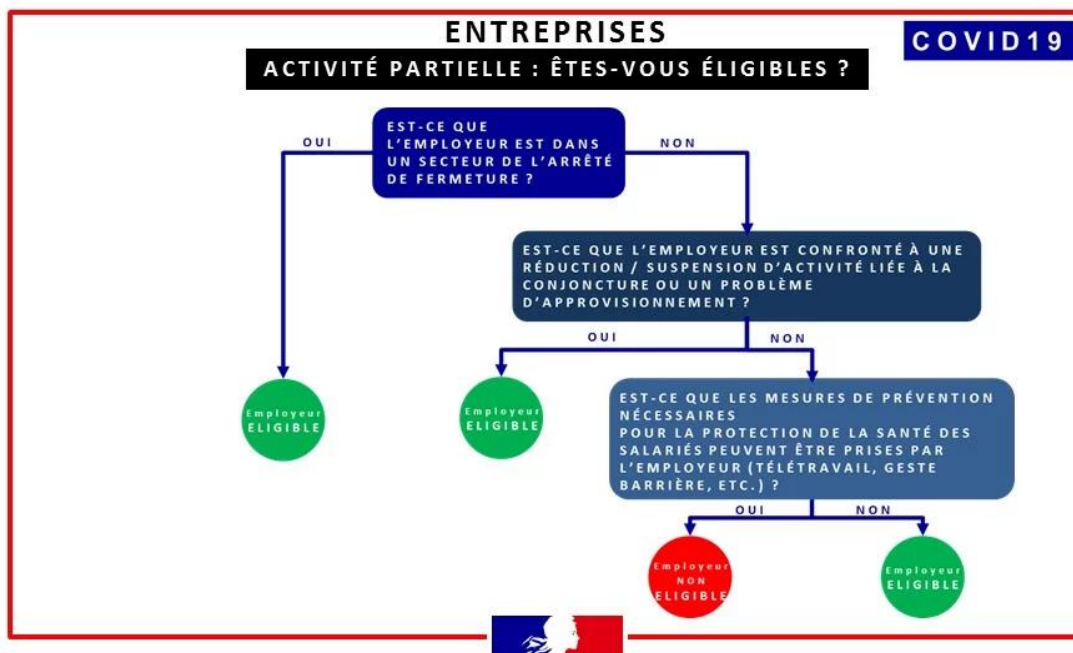 ENTREPRISES
COVID19
ACTIVITÉ PARTIELLE : ÊTES-VOUS ÉLIGIBLES ?
OUI
EST-CE QUE
L'EMPLOYEUR EST DANS
UN SECTEUR DE L'ARRÊTÉ
DE FERMETURE ?
NON
EST-CE QUE L'EMPLOYEUR EST CONFRONTÉ À UNE
RÉDUCTION / SUSPENSION D'ACTIVITÉ LIÉE À LA
CONJONCTURE OU UN PROBLÈME
D'APPROVISIONNEMENT ?
OUI
NON
Employeur
ELIGIBLE
Employeur
ELIGIBLE
EST-CE QUE LES MESURES DE PRÉVENTION
NÉCESSAIRES
POUR LA PROTECTION DE LA SANTÉ DES
SALARIÉS PEUVENT ÊTRE PRISES PAR
L'EMPLOYEUR (TÉLÉTRAVAIL, GESTE
BARRIÈRE, ETC.) ?
OUI
NON
Employeur
NON
ELIGIBLE
Employeur
ELIGIBLE